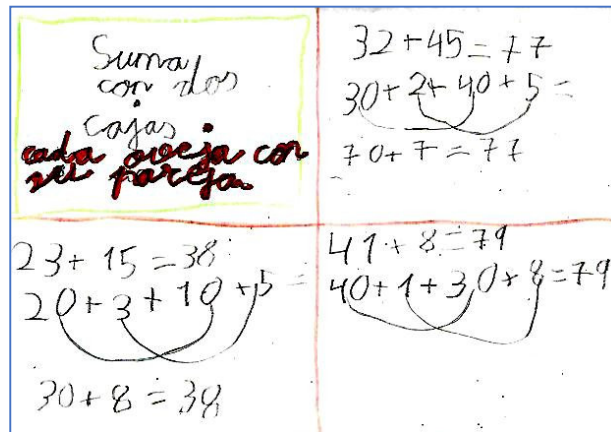 Suma
con dos
cajas
cada oveja con
su pareja.
32+45=77
30+2+40+5=
70+7=77
23+15=38
20+3+10+5=
30+8=38
41+8=79
40+1+30+8=79